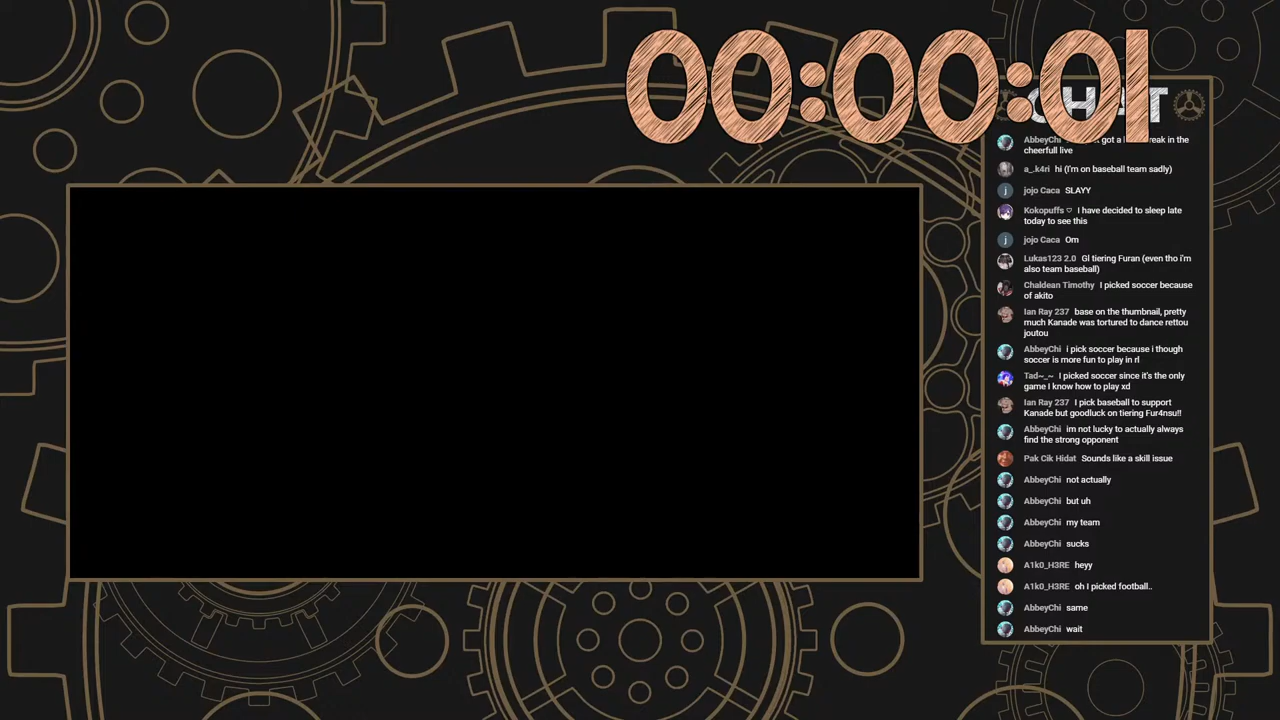 00:00:01
CHAT
AbbeyChi got a reak in the
cheerfull live
a_.k4ri hi (I'm on baseball team sadly)
jojo Caca SLAYY
Kokopuffs ♡ I have decided to sleep late
today to see this
jojo Caca Om
Lukas123 2.0 Gl tiering Furan (even tho i'm
also team baseball)
Chaldean Timothy I picked soccer because
of akito
Ian Ray 237 base on the thumbnail, pretty
much Kanade was tortured to dance rettou
joutou
AbbeyChi i pick soccer because i though
soccer is more fun to play in rl
Tad~_~ I picked soccer since it's the only
game I know how to play xd
Ian Ray 237 I pick baseball to support
Kanade but goodluck on tiering Fur4nsu!!
AbbeyChi im not lucky to actually always
find the strong opponent
Pak Cik Hidat Sounds like a skill issue
AbbeyChi not actually
AbbeyChi but uh
AbbeyChi my team
AbbeyChi sucks
A1k0_H3RE heyy
A1k0_H3RE oh I picked football..
AbbeyChi same
AbbeyChi wait